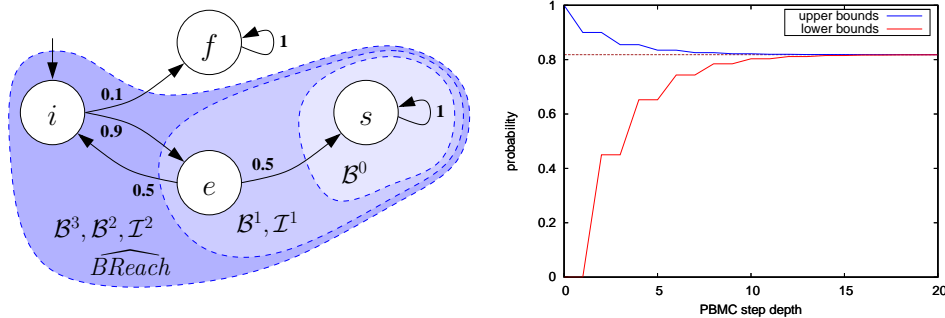 f
1
0.1
i
0.9
s
1
0.5
0.5
e
𝓑⁰
𝓑³, 𝓑², 𝓘²
𝓑¹, 𝓘¹
BReach
upper bounds
lower bounds
1
0.8
0.6
0.4
0.2
0
probability
0 5 10 15 20
PBMC step depth